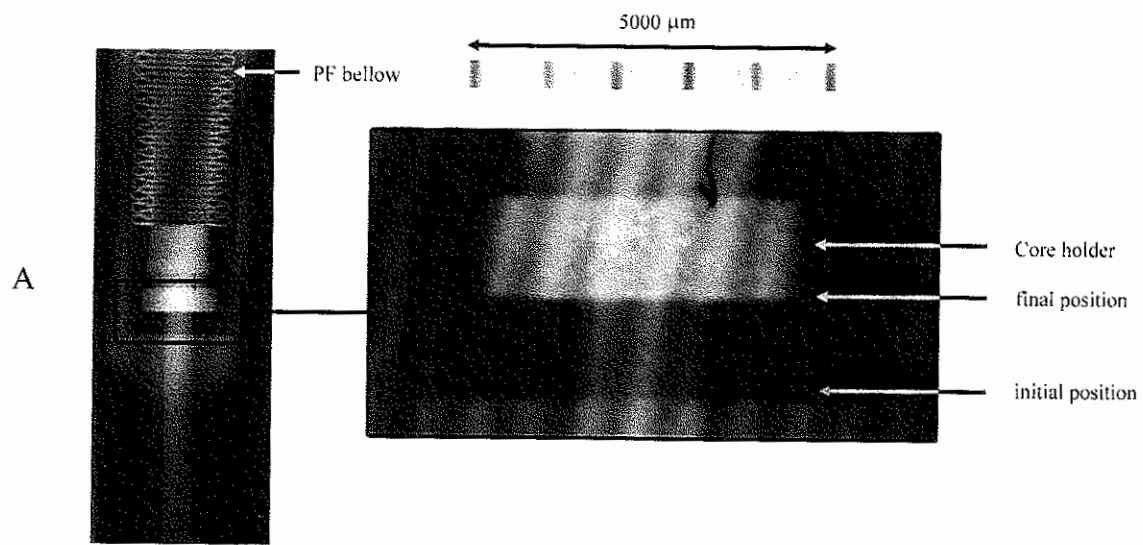 5000 µm
PF bellow
A
Core holder
final position
initial position